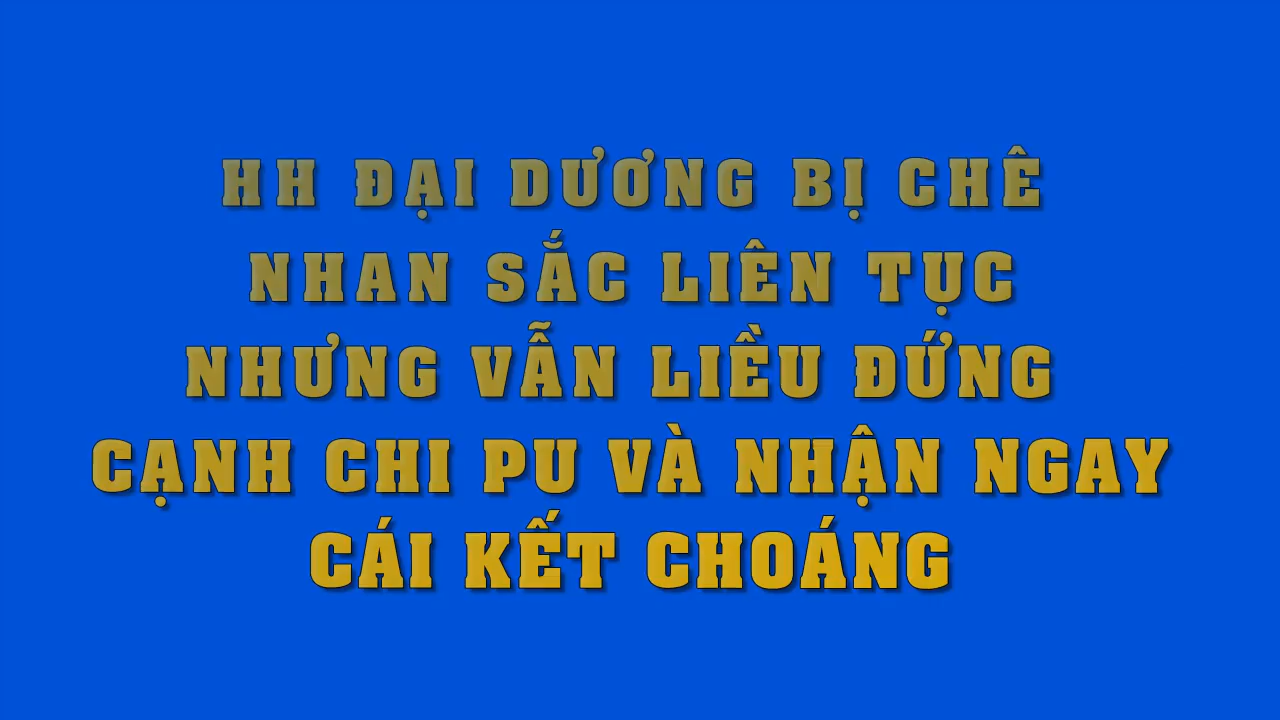 HH ĐẠI DƯƠNG BỊ CHÊ
NHAN SẮC LIÊN TỤC
NHƯNG VẪN LIỀU ĐỨNG
CẠNH CHI PU VÀ NHẬN NGAY
CÁI KẾT CHOÁNG